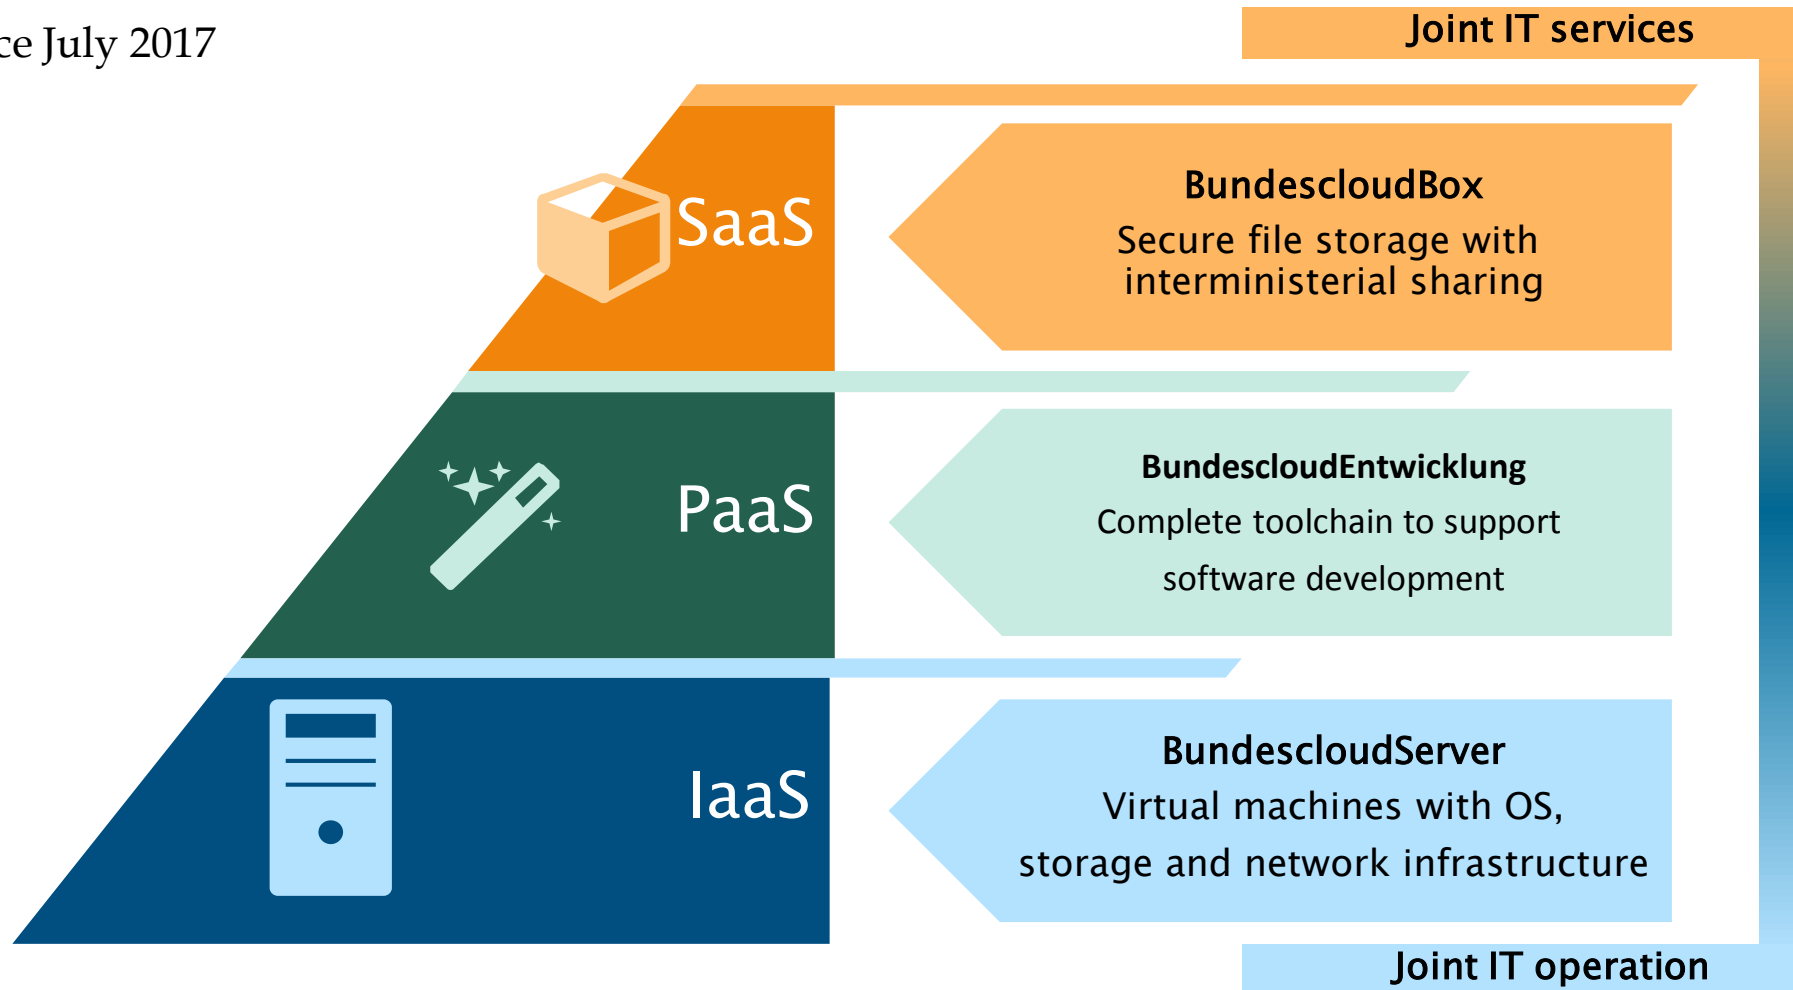 July 2017
Joint IT services
SaaS
BundescloudBox
Secure file storage with
interministerial sharing
PaaS
BundescloudEntwicklung
Complete toolchain to support
software development
IaaS
BundescloudServer
Virtual machines with OS,
storage and network infrastructure
Joint IT operation